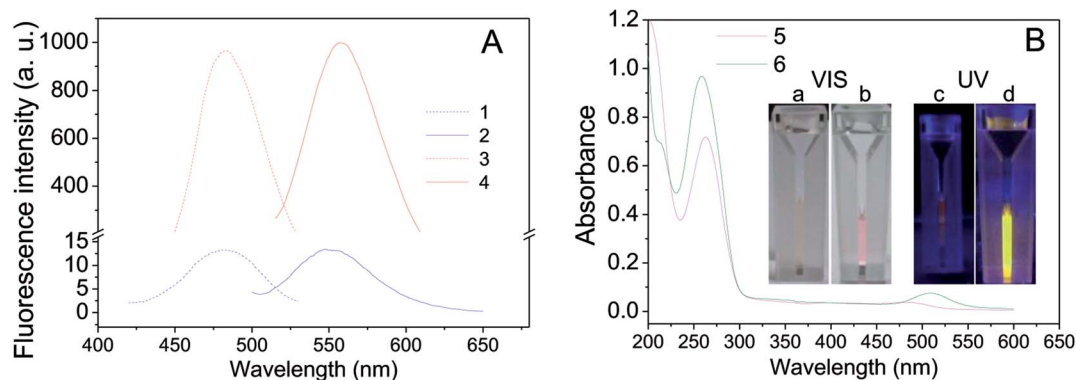 A
Fluorescence intensity (a. u.)
1000
800
600
400
15
10
5
0
400 450 500 550 600 650
Wavelength (nm)
1
2
3
4
B
Absorbance
1.2
1.0
0.8
0.6
0.4
0.2
0.0
200 250 300 350 400 450 500 550 600 650
Wavelength (nm)
5
6
VIS UV
a b c d